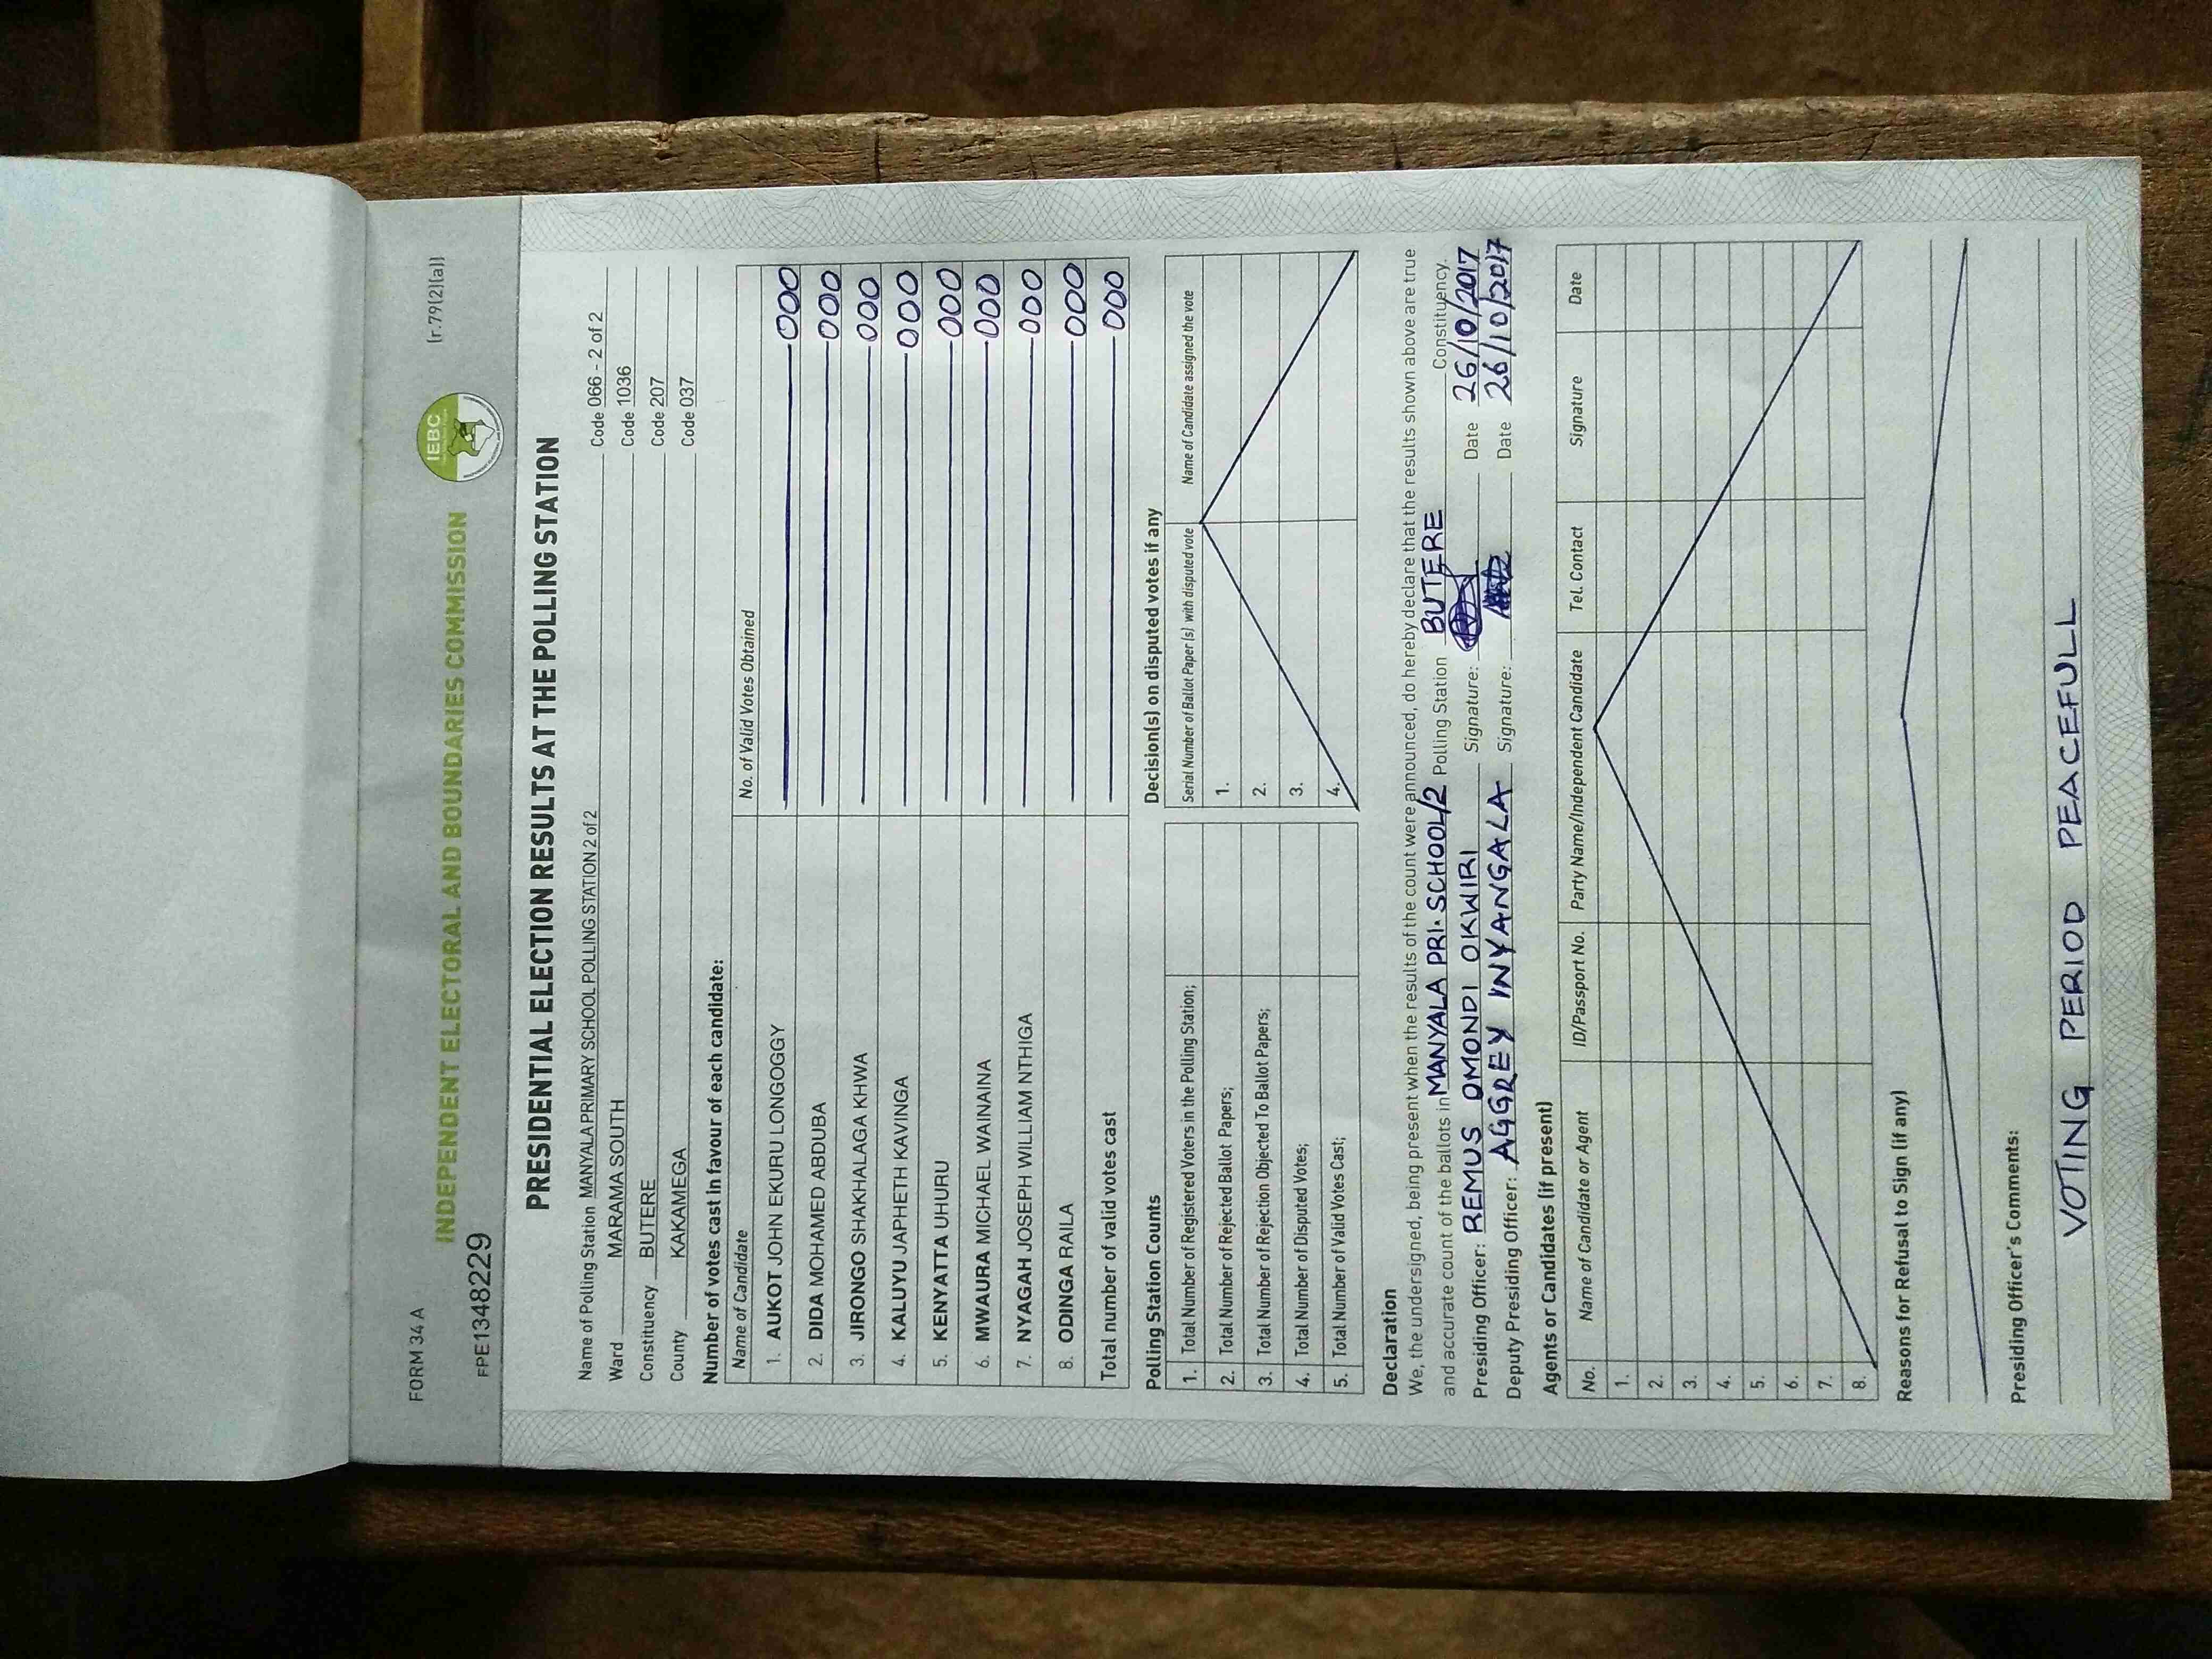 FORM 34 A
(r.79(2)(a))
IEBC
INDEPENDENT ELECTORAL AND BOUNDARIES COMMISSION
FPE1348229
PRESIDENTIAL ELECTION RESULTS AT THE POLLING STATION
Name of Polling Station MANYALA PRIMARY SCHOOL POLLING STATION 2 of 2 Code 066 - 2 of 2
Ward MARAMA SOUTH Code 1036
Constituency BUTERE Code 207
County KAKAMEGA Code 037
Number of votes cast in favour of each candidate:
Name of Candidate No. of Valid Votes Obtained
1. AUKOT JOHN EKURU LONGOGGY 000
2. DIDA MOHAMED ABDUBA 000
3. JIRONGO SHAKHALAGA KHWA 000
4. KALUYU JAPHETH KAVINGA 000
5. KENYATTA UHURU 000
6. MWAURA MICHAEL WAINAINA 000
7. NYAGAH JOSEPH WILLIAM NTHIGA 000
8. ODINGA RAILA 000
Total number of valid votes cast 000
Polling Station Counts
1. Total Number of Registered Voters in the Polling Station;
2. Total Number of Rejected Ballot Papers;
3. Total Number of Rejection Objected To Ballot Papers;
4. Total Number of Disputed Votes;
5. Total Number of Valid Votes Cast;
Decision(s) on disputed votes if any
Serial Number of Ballot Paper (s) with disputed vote Name of Candidate assigned the vote
1.
2.
3.
4.
Declaration
We, the undersigned, being present when the results of the count were announced, do hereby declare that the results shown above are true
and accurate count of the ballots in MANYALA PRI. SCHOOL/2 Polling Station BUTERE Constituency.
Presiding Officer: REMUS OMONDI OKWIRI Signature: Date 26/10/2017
Deputy Presiding Officer: AGGREY INYANGALA Signature: Date 26/10/2017
Agents or Candidates (if present)
No. Name of Candidate or Agent ID/Passport No. Party Name/Independent Candidate Tel. Contact Signature Date
1.
2.
3.
4.
5.
6.
7.
8.
Reasons for Refusal to Sign (if any)
Presiding Officer's Comments:
VOTING PERIOD PEACEFULL